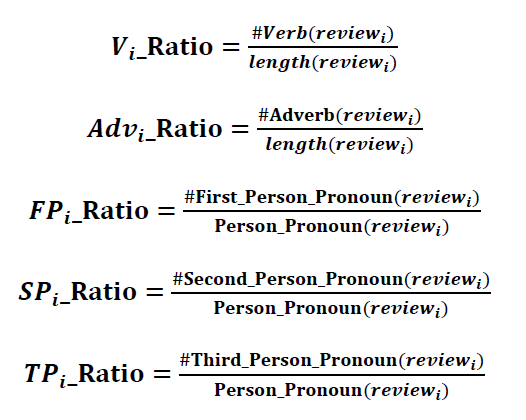 V_i_Ratio = #Verb(review_i) / length(review_i)
Adv_i_Ratio = #Adverb(review_i) / length(review_i)
FP_i_Ratio = #First_Person_Pronoun(review_i) / Person_Pronoun(review_i)
SP_i_Ratio = #Second_Person_Pronoun(review_i) / Person_Pronoun(review_i)
TP_i_Ratio = #Third_Person_Pronoun(review_i) / Person_Pronoun(review_i)